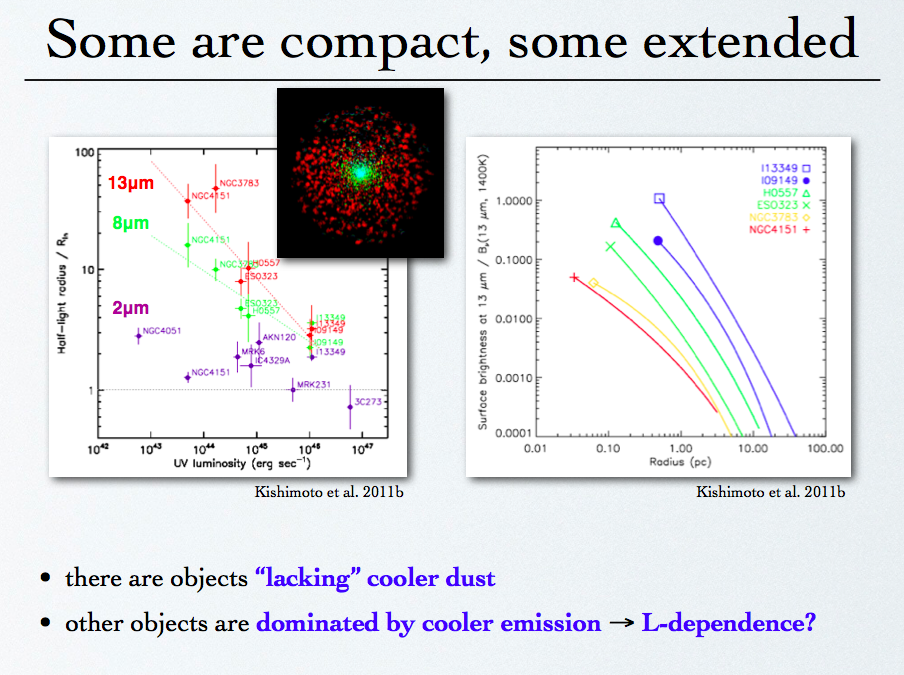 Some are compact, some extended
100
10
1
Half-light radius / R_in
13μm
8μm
2μm
NGC3783
NGC4151
NGC4151
H0557
ESO323
ESO323
H0557
NGC4051
AKN120
MRK6
IC4329A
NGC4151
I13349
I13349
I09149
I09149
I13349
MRK231
3C273
10^42 10^43 10^44 10^45 10^46 10^47
UV luminosity (erg sec^-1)
Kishimoto et al. 2011b
Surface brightness at 13 μm / B_ν(13 μm, 1400K)
1.0000
0.1000
0.0100
0.0010
0.0001
I13349
I09149
H0557
ESO323
NGC3783
NGC4151
0.01 0.10 1.00 10.00 100.00
Radius (pc)
Kishimoto et al. 2011b
• there are objects “lacking” cooler dust
• other objects are dominated by cooler emission → L-dependence?